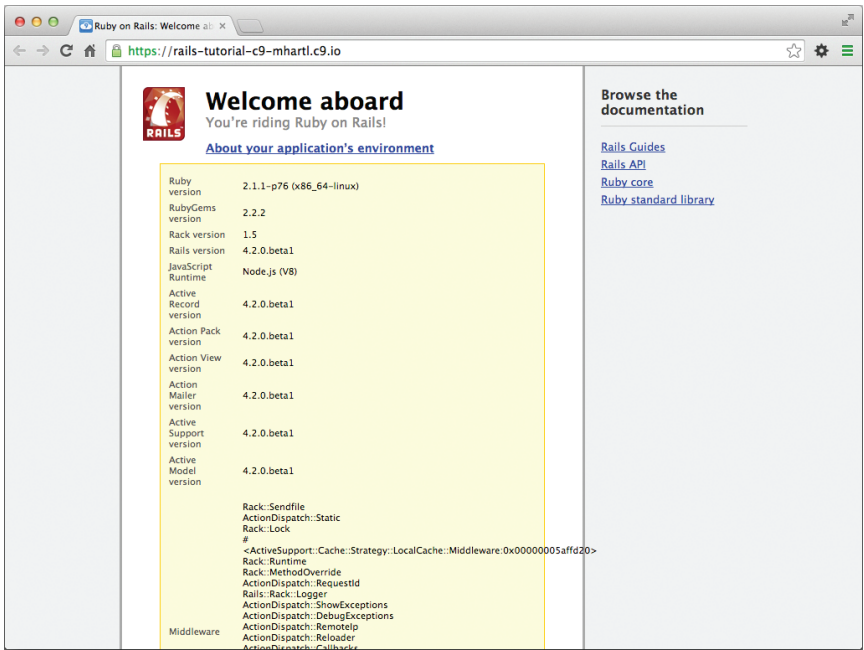 Ruby on Rails: Welcome ab
https://rails-tutorial-c9-mhartl.c9.io
RAILS
Welcome aboard
You're riding Ruby on Rails!
About your application's environment
Ruby version 2.1.1-p76 (x86_64-linux)
RubyGems version 2.2.2
Rack version 1.5
Rails version 4.2.0.beta1
JavaScript Runtime Node.js (V8)
Active Record version 4.2.0.beta1
Action Pack version 4.2.0.beta1
Action View version 4.2.0.beta1
Action Mailer version 4.2.0.beta1
Active Support version 4.2.0.beta1
Active Model version 4.2.0.beta1
Middleware
Rack::Sendfile
ActionDispatch::Static
Rack::Lock
#
<ActiveSupport::Cache::Strategy::LocalCache::Middleware:0x00000005affd20>
Rack::Runtime
Rack::MethodOverride
ActionDispatch::RequestId
Rails::Rack::Logger
ActionDispatch::ShowExceptions
ActionDispatch::DebugExceptions
ActionDispatch::RemoteIp
ActionDispatch::Reloader
ActionDispatch::Callbacks
Browse the
documentation
Rails Guides
Rails API
Ruby core
Ruby standard library